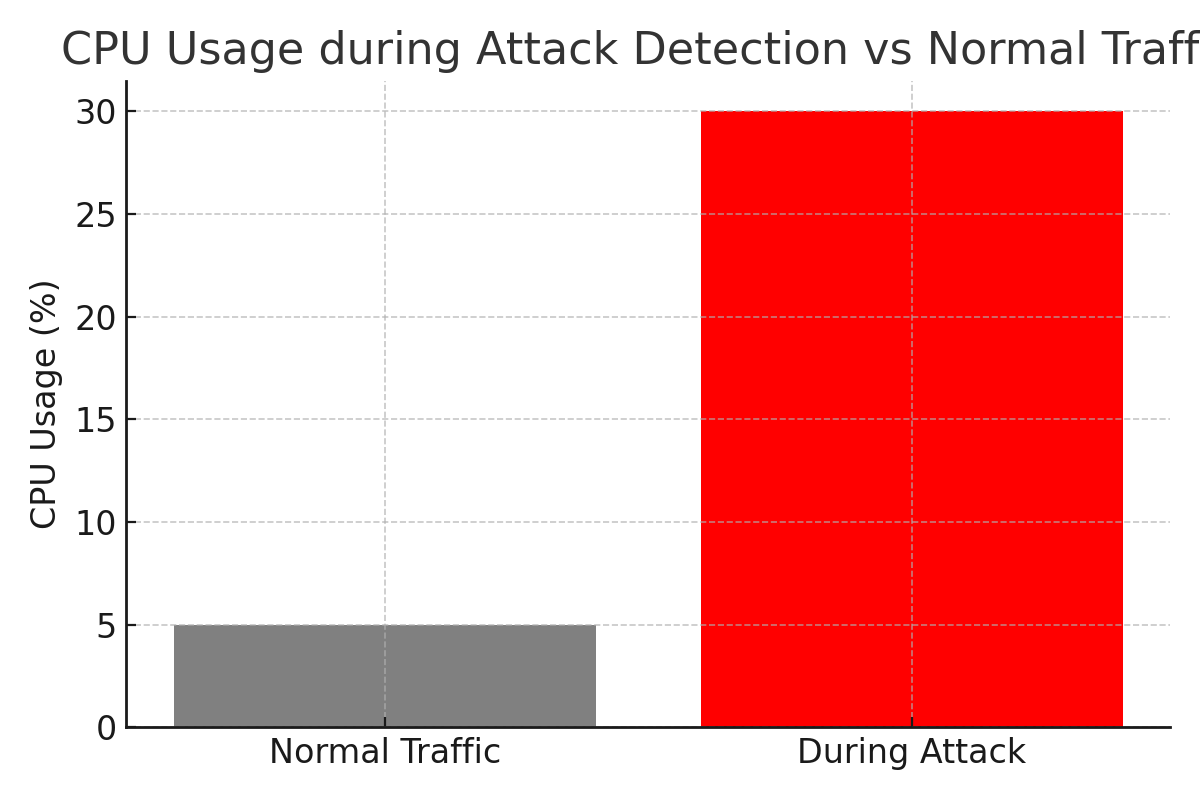 CPU Usage during Attack Detection vs Normal Traff
30
25
20
15
10
5
0
CPU Usage (%)
Normal Traffic
During Attack